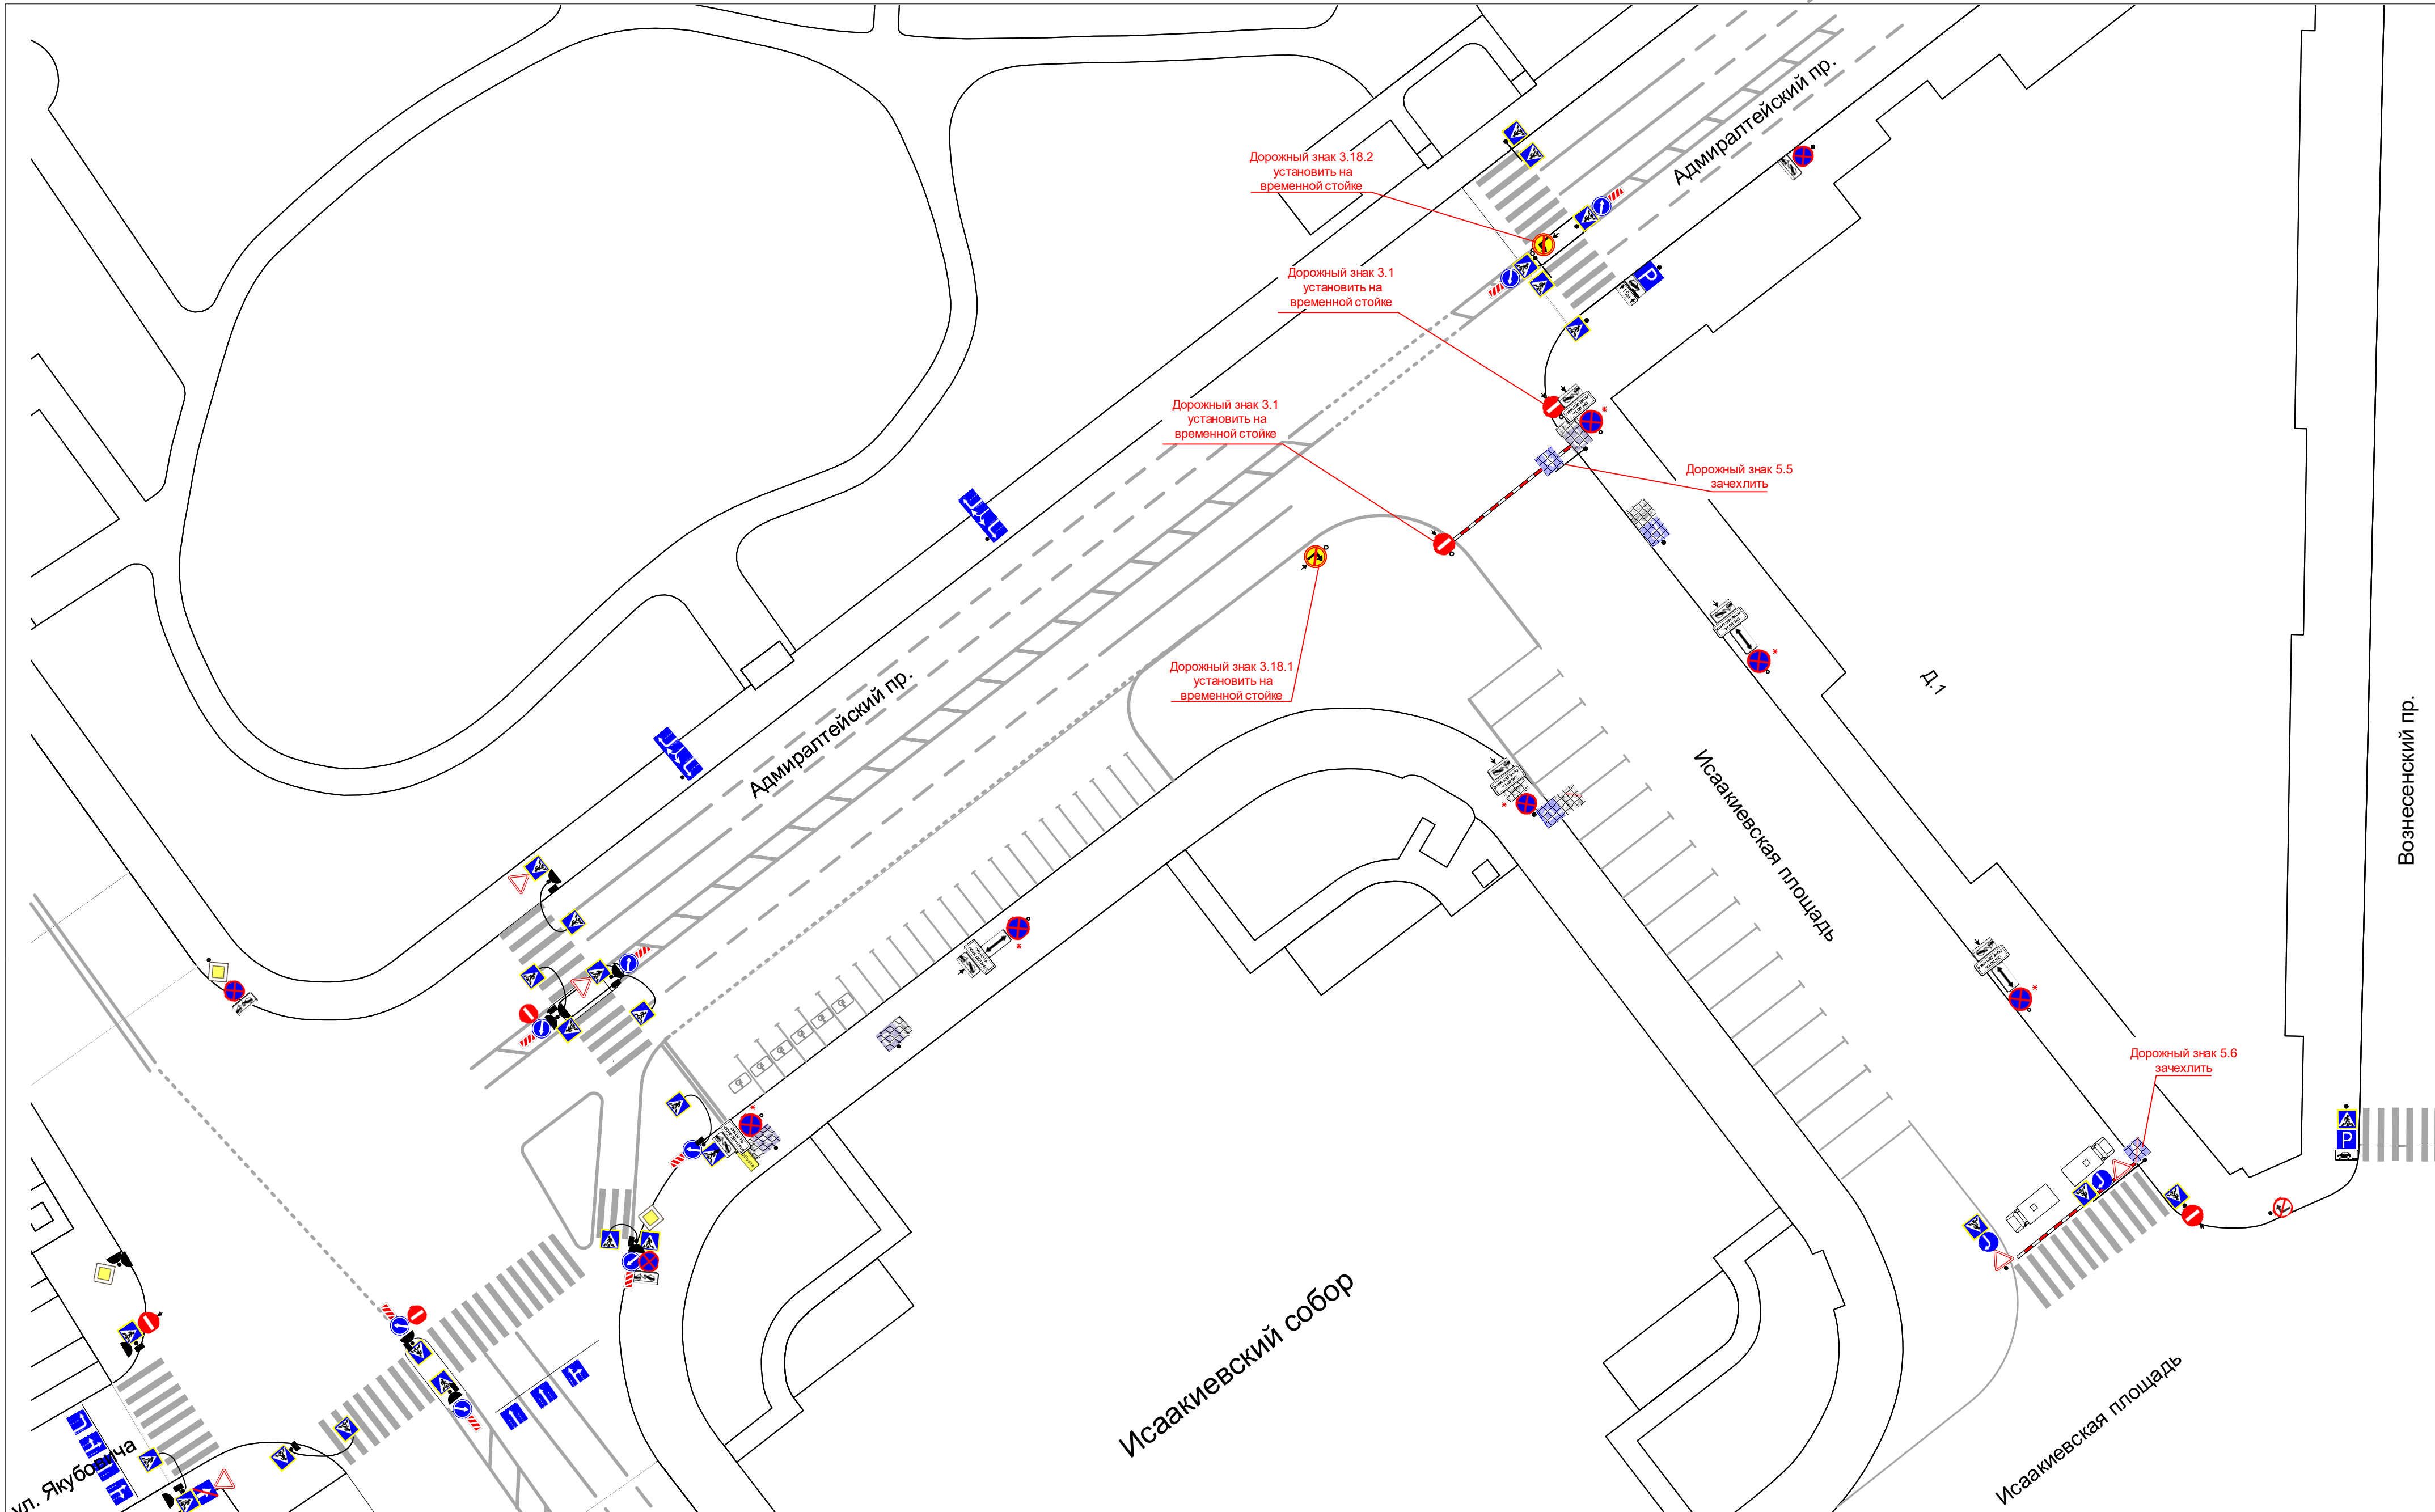 Адмиралтейский пр.
Дорожный знак 3.18.2
установить на
временной стойке
Дорожный знак 3.1
установить на
временной стойке
Дорожный знак 3.1
установить на
временной стойке
Дорожный знак 5.5
зачехлить
Дорожный знак 3.18.1
установить на
временной стойке
Адмиралтейский пр.
Д.1
Вознесенский пр.
Исаакиевская площадь
Дорожный знак 5.6
зачехлить
P
P
Исаакиевский собор
Исаакиевская площадь
ул. Якубовича